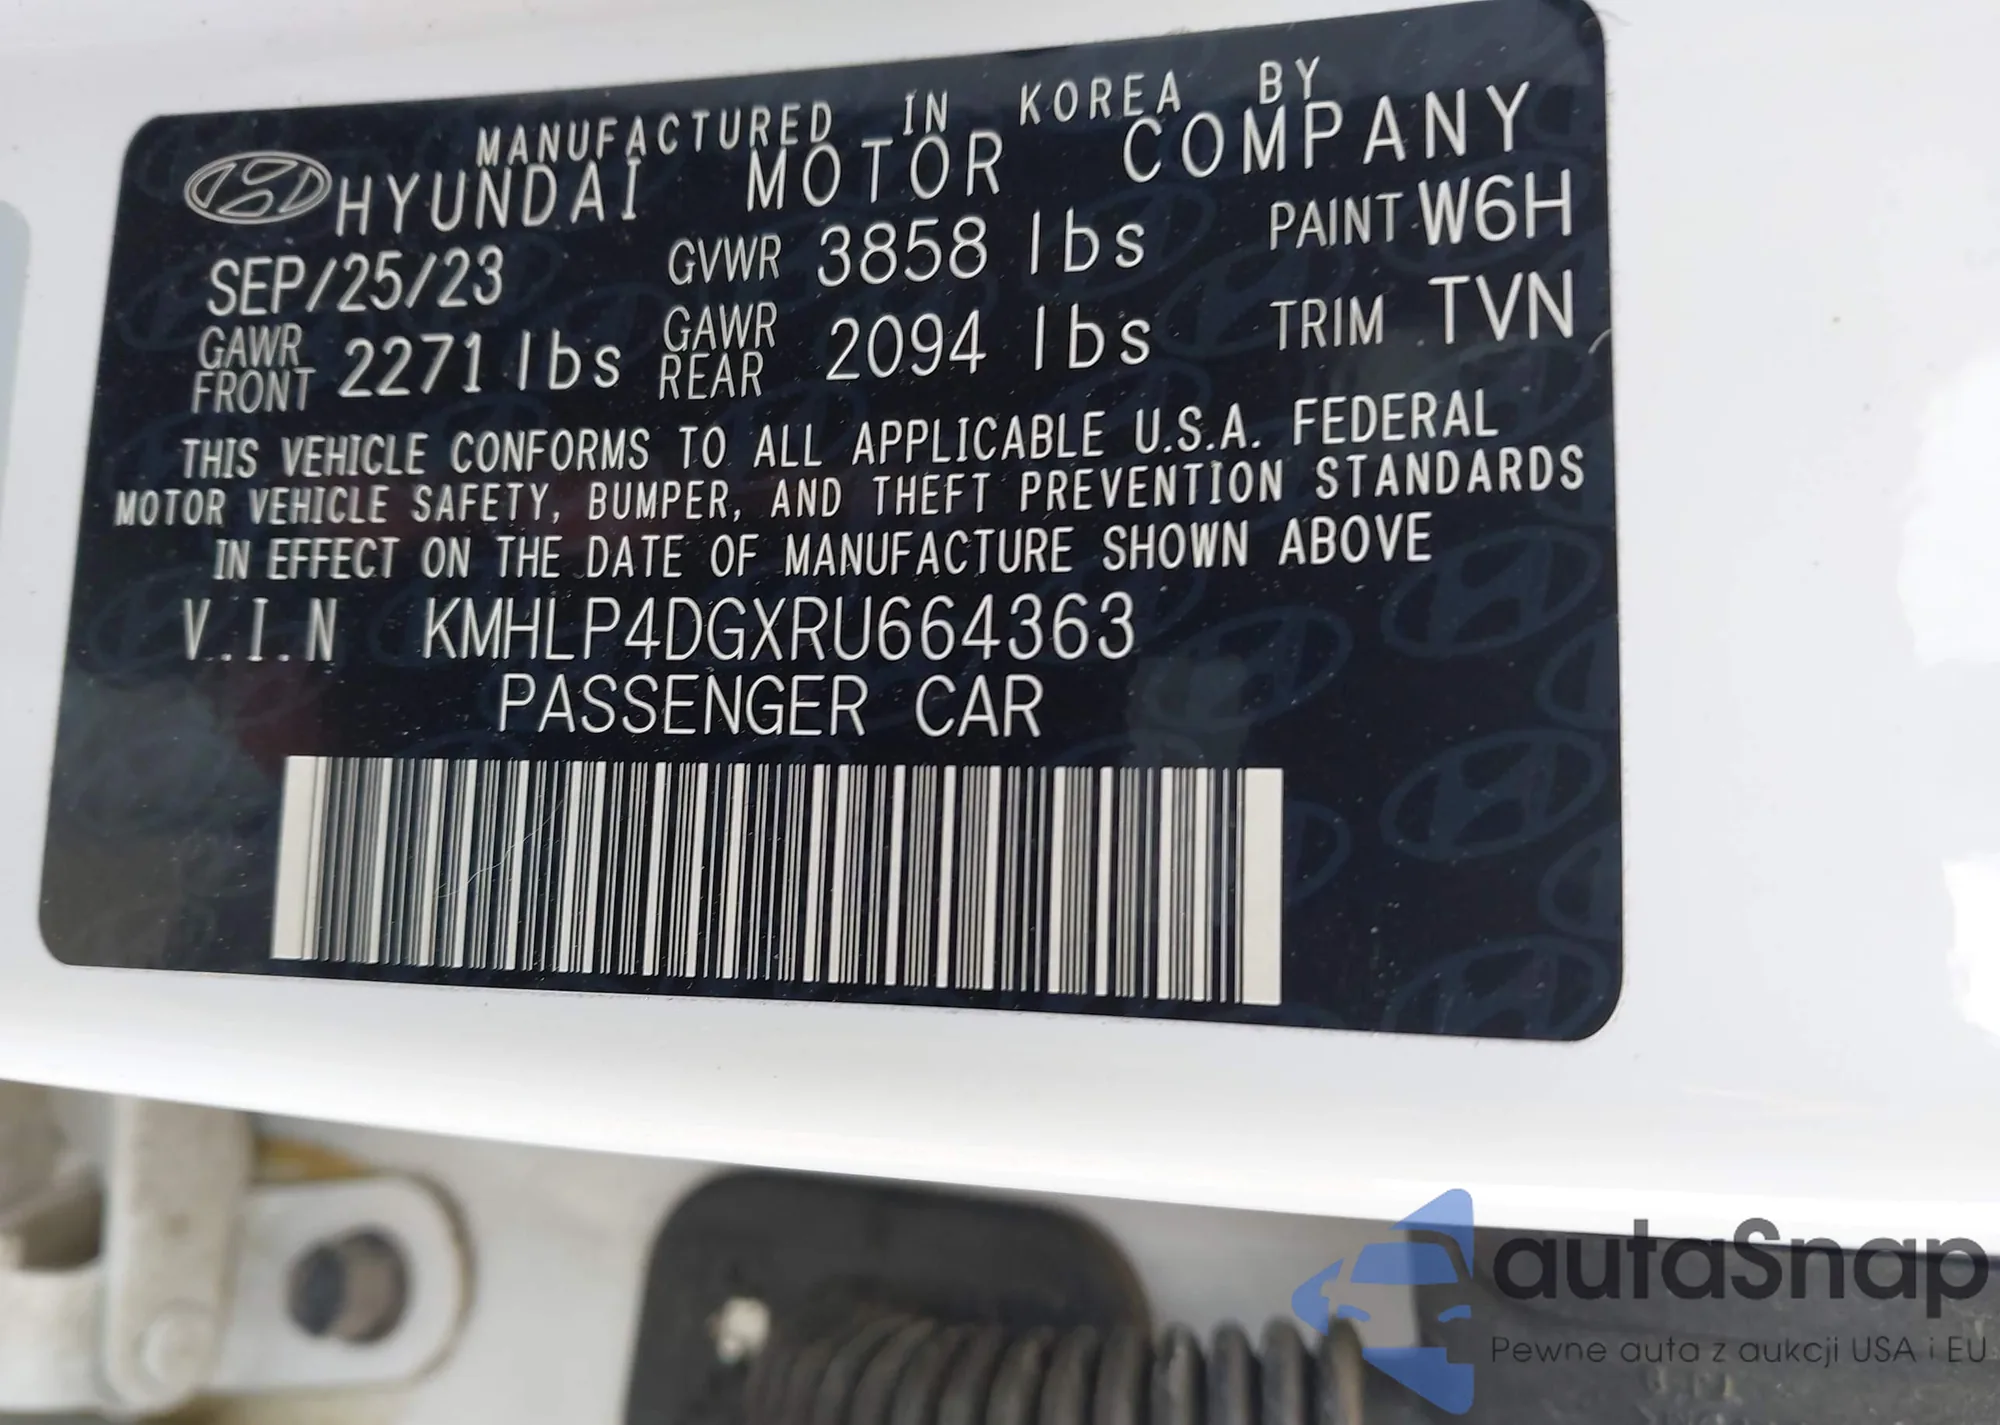 MANUFACTURED IN KOREA BY
HYUNDAI MOTOR COMPANY
SEP/25/23 GVWR 3858 lbs PAINT W6H
GAWR FRONT 2271 lbs GAWR REAR 2094 lbs TRIM TVN
THIS VEHICLE CONFORMS TO ALL APPLICABLE U.S.A. FEDERAL
MOTOR VEHICLE SAFETY, BUMPER, AND THEFT PREVENTION STANDARDS
IN EFFECT ON THE DATE OF MANUFACTURE SHOWN ABOVE
V.I.N KMHLP4DGXRU664363
PASSENGER CAR
autaSnap
Pewne auta z aukcji USA i EU